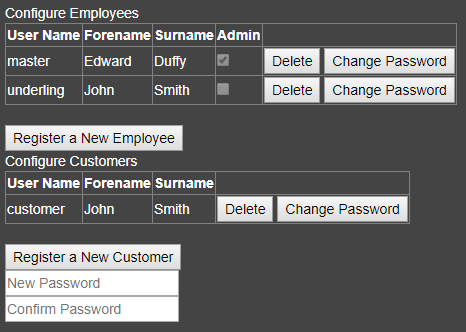 Configure Employees
User Name Forename Surname Admin
master Edward Duffy Delete Change Password
underling John Smith Delete Change Password
Register a New Employee
Configure Customers
User Name Forename Surname
customer John Smith Delete Change Password
Register a New Customer
New Password
Confirm Password